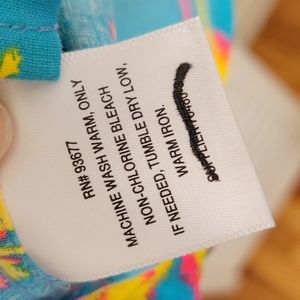 RN# 93677
MACHINE WASH WARM, ONLY
NON-CHLORINE BLEACH
IF NEEDED, TUMBLE DRY LOW,
WARM IRON.